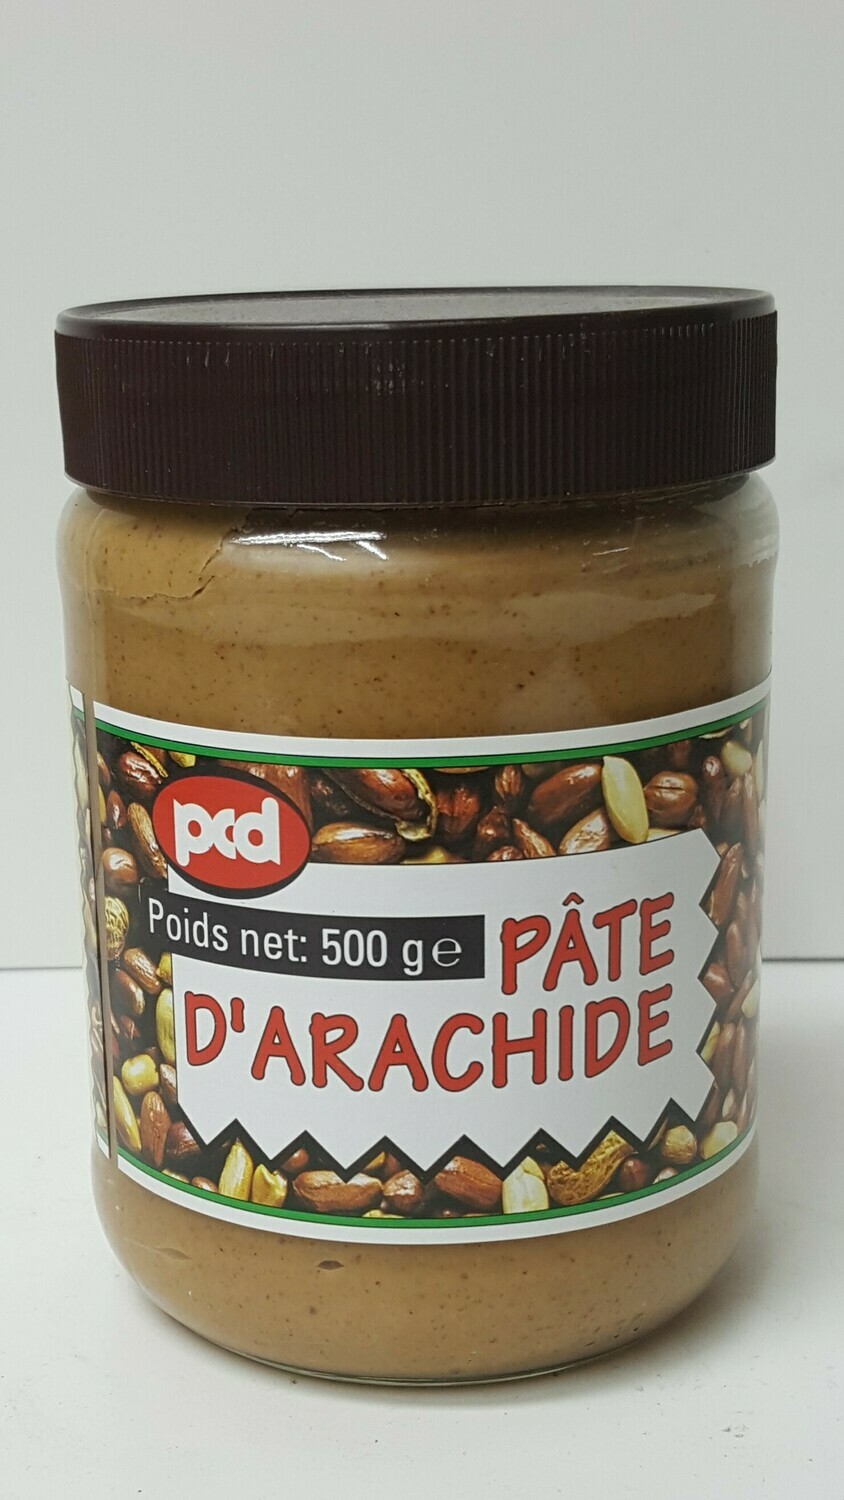 pcd
Poids net: 500 g e
PÂTE
D'ARACHIDE